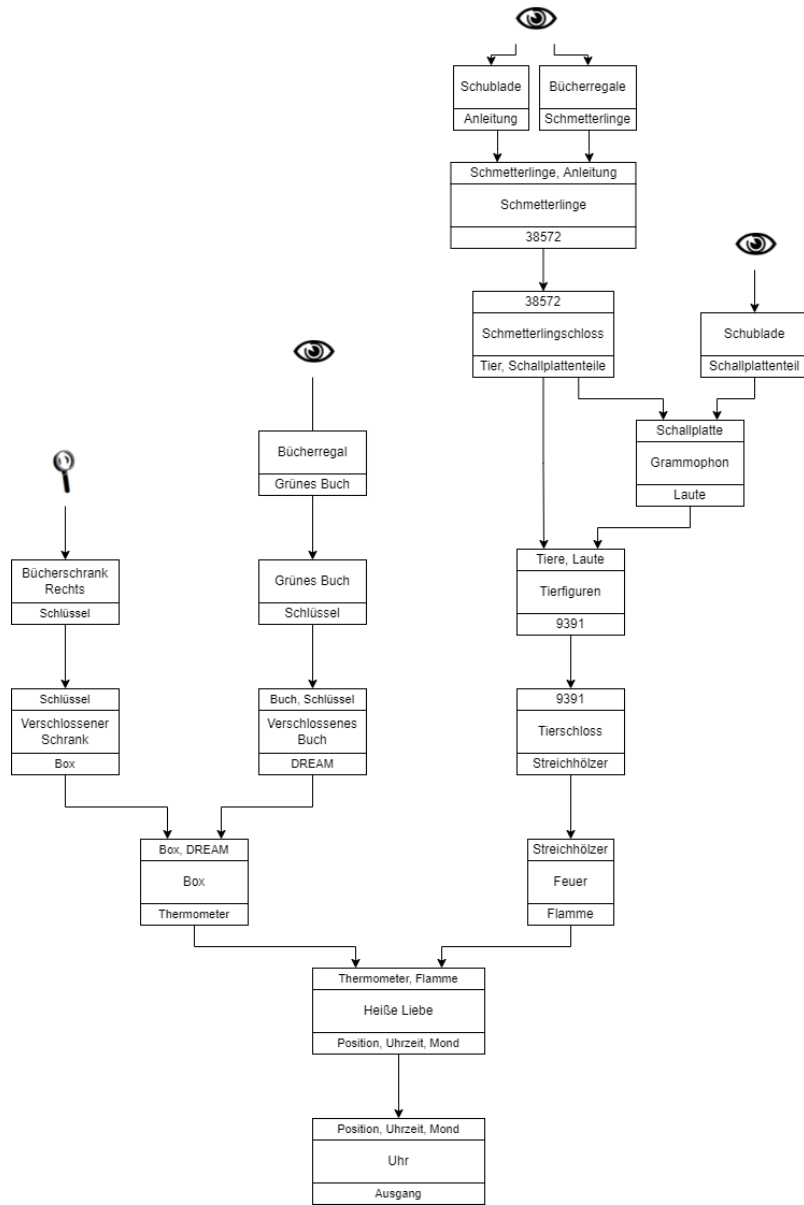 Schublade
Bücherregale
Anleitung
Schmetterlinge
Schmetterlinge, Anleitung
Schmetterlinge
38572
38572
Schmetterlingschloss
Tier, Schallplattenteile
Schublade
Schallplattenteil
Schallplatte
Grammophon
Laute
Bücherregal
Grünes Buch
Bücherschrank
Rechts
Schlüssel
Grünes Buch
Schlüssel
Tiere, Laute
Tierfiguren
9391
Schlüssel
Verschlossener
Schrank
Box
Buch, Schlüssel
Verschlossenes
Buch
DREAM
9391
Tierschloss
Streichhölzer
Box, DREAM
Box
Thermometer
Streichhölzer
Feuer
Flamme
Thermometer, Flamme
Heiße Liebe
Position, Uhrzeit, Mond
Position, Uhrzeit, Mond
Uhr
Ausgang